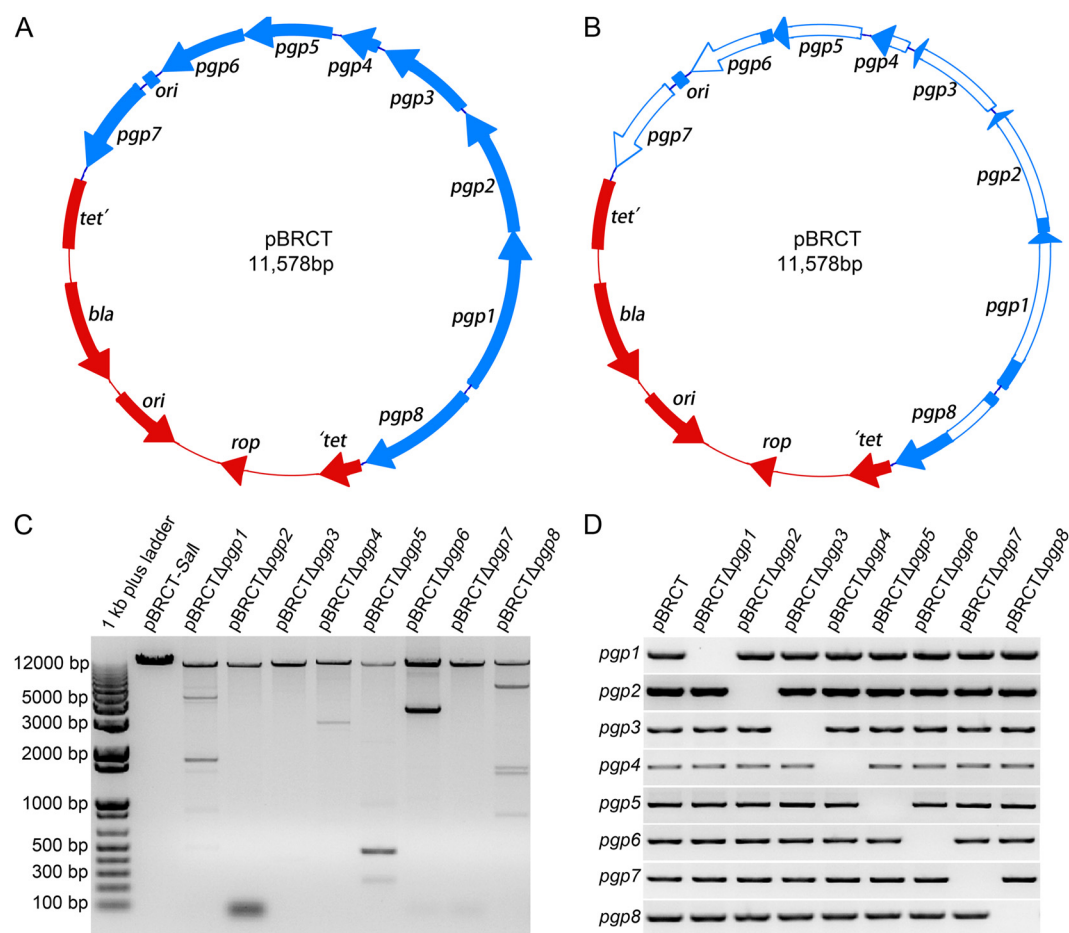 A
pgp5
pgp4
pgp6
pgp3
ori
pgp7
pgp2
tet′
pBRCT
11,578bp
bla
pgp1
ori
pgp8
rop
′tet
B
pgp5
pgp4
pgp6
pgp3
ori
pgp7
pgp2
tet′
pBRCT
11,578bp
bla
pgp1
ori
pgp8
rop
′tet
C
1 kb plus ladder
pBRCT-SalI
pBRCTΔpgp1
pBRCTΔpgp2
pBRCTΔpgp3
pBRCTΔpgp4
pBRCTΔpgp5
pBRCTΔpgp6
pBRCTΔpgp7
pBRCTΔpgp8
12000 bp
5000 bp
3000 bp
2000 bp
1000 bp
500 bp
300 bp
100 bp
D
pBRCT
pBRCTΔpgp1
pBRCTΔpgp2
pBRCTΔpgp3
pBRCTΔpgp4
pBRCTΔpgp5
pBRCTΔpgp6
pBRCTΔpgp7
pBRCTΔpgp8
pgp1
pgp2
pgp3
pgp4
pgp5
pgp6
pgp7
pgp8